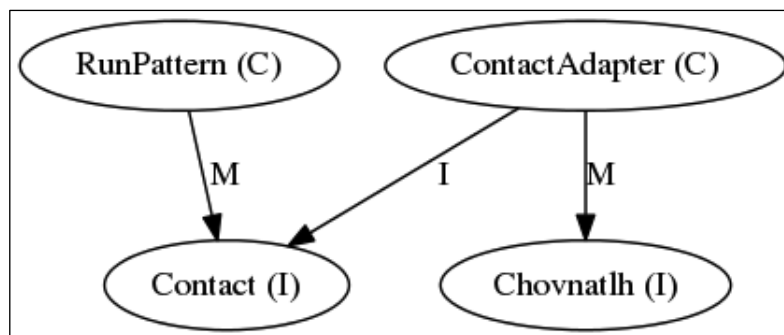 RunPattern (C)
ContactAdapter (C)
M
I
M
Contact (I)
Chovnatlh (I)